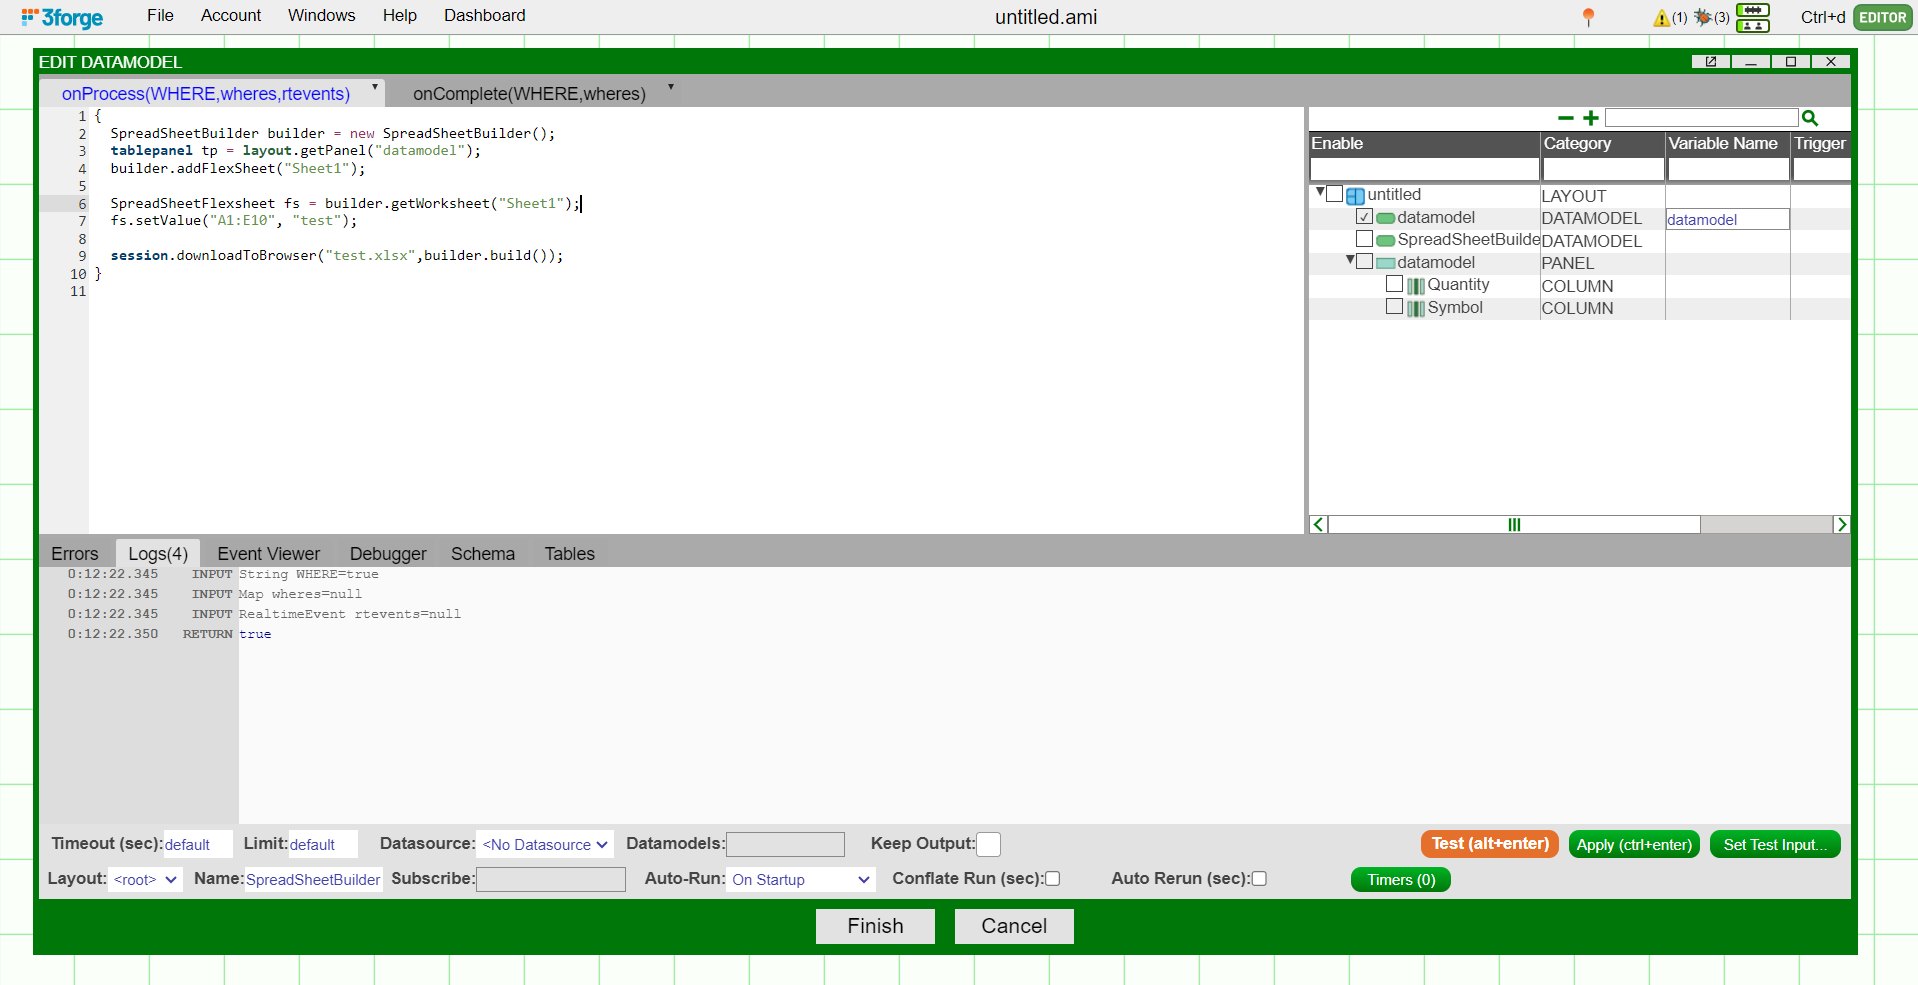 3forge File Account Windows Help Dashboard untitled.ami (1) (3) Ctrl+d EDITOR
EDIT DATAMODEL
onProcess(WHERE,wheres,rtevents) onComplete(WHERE,wheres)
1 {
2 SpreadSheetBuilder builder = new SpreadSheetBuilder();
3 tablepanel tp = layout.getPanel("datamodel");
4 builder.addFlexSheet("Sheet1");
5
6 SpreadSheetFlexsheet fs = builder.getWorksheet("Sheet1");
7 fs.setValue("A1:E10", "test");
8
9 session.downloadToBrowser("test.xlsx",builder.build());
10 }
11
Enable Category Variable Name Trigger
untitled LAYOUT
datamodel DATAMODEL datamodel
SpreadSheetBuilde DATAMODEL
datamodel PANEL
Quantity COLUMN
Symbol COLUMN
Errors Logs(4) Event Viewer Debugger Schema Tables
0:12:22.345 INPUT String WHERE=true
0:12:22.345 INPUT Map wheres=null
0:12:22.345 INPUT RealtimeEvent rtevents=null
0:12:22.350 RETURN true
Timeout (sec): default Limit: default Datasource: <No Datasource Datamodels: Keep Output: Test (alt+enter) Apply (ctrl+enter) Set Test Input...
Layout: <root> Name: SpreadSheetBuilder Subscribe: Auto-Run: On Startup Conflate Run (sec): Auto Rerun (sec): Timers (0)
Finish Cancel